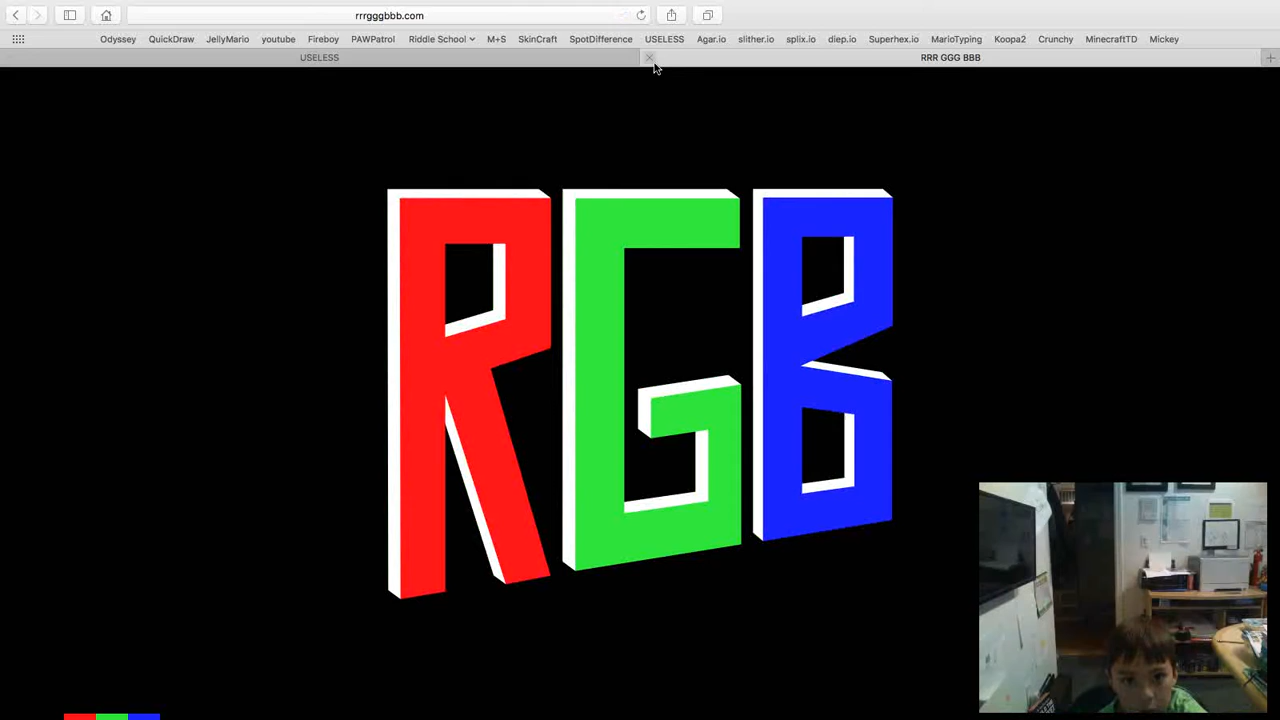 rrrgggbbb.com
Odyssey QuickDraw JellyMario youtube Fireboy PAWPatrol Riddle School M+S SkinCraft SpotDifference USELESS Agar.io slither.io splix.io diep.io Superhex.io MarioTyping Koopa2 Crunchy MinecraftTD Mickey
USELESS RRR GGG BBB
RGB